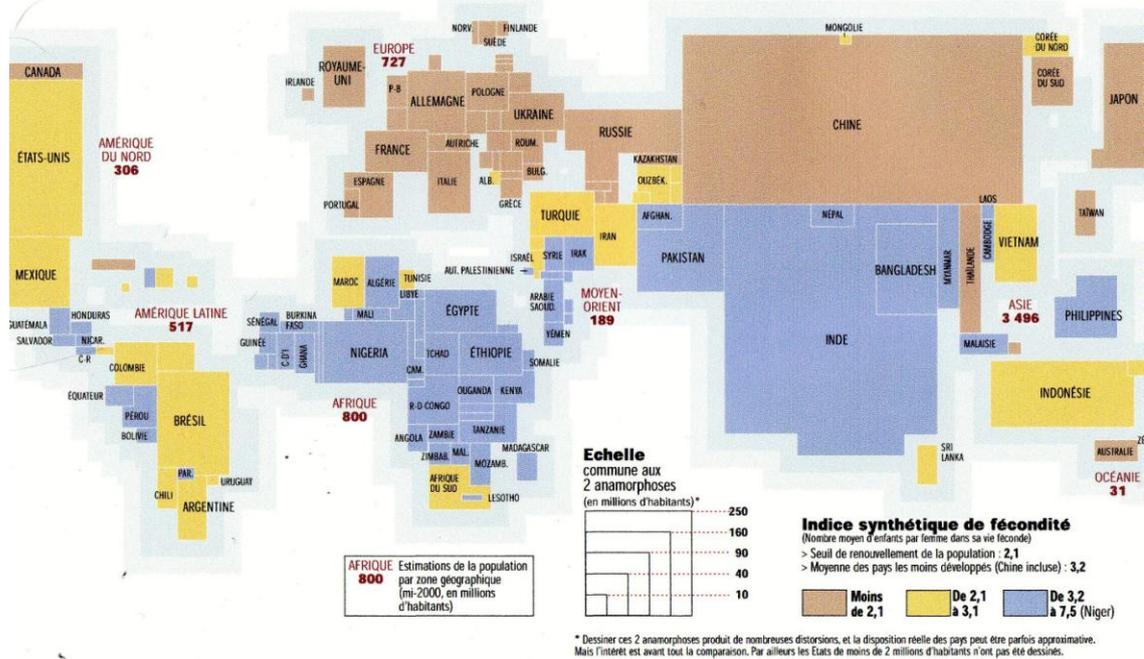 CANADA
ÉTATS-UNIS
AMÉRIQUE
DU NORD
306
MEXIQUE
GUATÉMALA
HONDURAS
SALVADOR
NICAR.
C-R
AMÉRIQUE LATINE
517
COLOMBIE
ÉQUATEUR
PÉROU
BOLIVIE
BRÉSIL
PAR.
CHILI
URUGUAY
ARGENTINE
NORV.
FINLANDE
SUÈDE
EUROPE
727
IRLANDE
ROYAUME-
UNI
P-B
ALLEMAGNE
POLOGNE
UKRAINE
RUSSIE
FRANCE
AUTRICHE
ROUM.
ESPAGNE
ITALIE
ALB.
BULG.
PORTUGAL
GRÈCE
KAZAKHSTAN
OUZBÉK.
TURQUIE
IRAN
ISRAËL
SYRIE
IRAK
AUT. PALESTINIENNE
ARABIE
SAOUD.
YÉMEN
MOYEN-
ORIENT
189
MAROC
ALGÉRIE
TUNISIE
LIBYE
ÉGYPTE
SÉNÉGAL
BURKINA
FASO
MALI
GUINÉE
C-D'I
GHANA
NIGERIA
TCHAD
CAM.
ÉTHIOPIE
SOMALIE
OUGANDA
KENYA
R-D-CONGO
AFRIQUE
800
ANGOLA
ZAMBIE
TANZANIE
MADAGASCAR
ZIMBAB.
MAL.
MOZAMB.
AFRIQUE
DU SUD
LESOTHO
MONGOLIE
CORÉE
DU NORD
CORÉE
DU SUD
JAPON
CHINE
AFGHAN.
NÉPAL
PAKISTAN
BANGLADESH
INDE
MYANMAR
THAÏLANDE
LAOS
CAMBODGE
VIETNAM
TAÏWAN
ASIE
3 496
PHILIPPINES
MALAISIE
INDONÉSIE
SRI
LANKA
AUSTRALIE
OCÉANIE
31
AFRIQUE
800
Estimations de la population
par zone géographique
(mi-2000, en millions
d'habitants)
Echelle
commune aux
2 anamorphoses
(en millions d'habitants)*
250
160
90
40
10
Indice synthétique de fécondité
(Nombre moyen d'enfants par femme dans sa vie féconde)
> Seuil de renouvellement de la population : 2,1
> Moyenne des pays les moins développés (Chine incluse) : 3,2
Moins
de 2,1
De 2,1
à 3,1
De 3,2
à 7,5 (Niger)
* Dessiner ces 2 anamorphoses produit de nombreuses distorsions, et la disposition réelle des pays peut être parfois approximative.
Mais l'intérêt est avant tout la comparaison. Par ailleurs les Etats de moins de 2 millions d'habitants n'ont pas été dessinés.